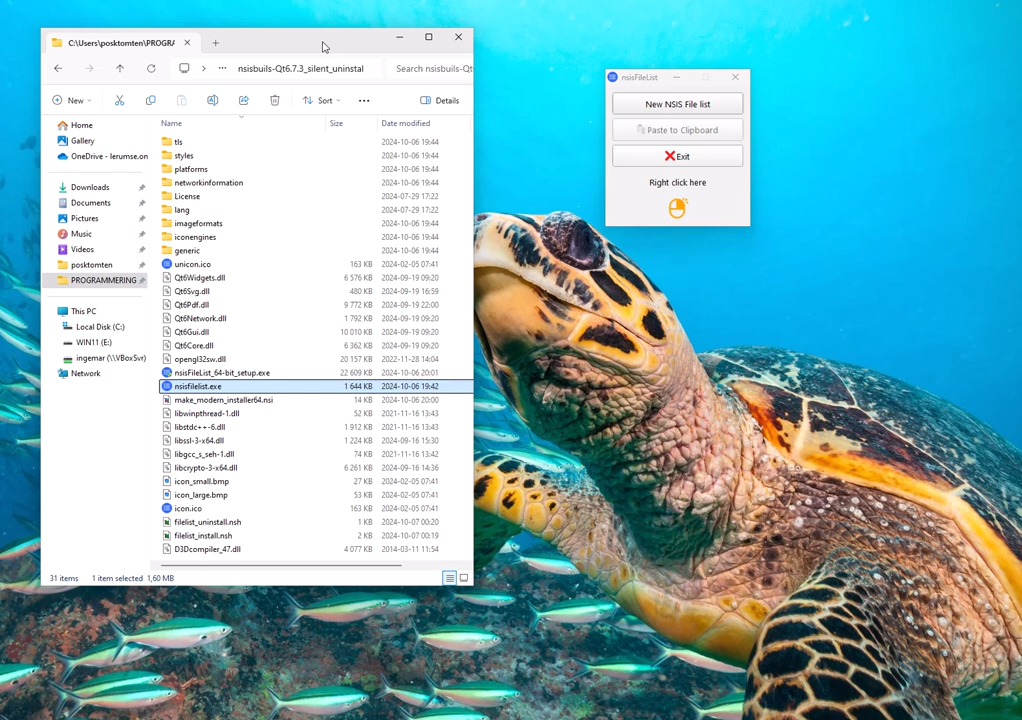 C:\Users\posktomten\PROGRA
nsisbuils-Qt6.7.3_silent_uninstal
Search nsisbuils-Qt
New
Sort
Details
Home
Gallery
OneDrive - lerumse.on
Downloads
Documents
Pictures
Music
Videos
posktomten
PROGRAMMERING
This PC
Local Disk (C:)
WIN11 (E:)
ingemar (\\VBoxSvr)
Network
Name Size Date modified
tls 2024-10-06 19:44
styles 2024-10-06 19:44
platforms 2024-10-06 19:44
networkinformation 2024-10-06 19:44
License 2024-07-29 17:22
lang 2024-07-29 17:22
imageformats 2024-10-06 19:44
iconengines 2024-10-06 19:44
generic 2024-10-06 19:44
unicon.ico 163 KB 2024-02-05 07:41
Qt6Widgets.dll 6 576 KB 2024-09-19 09:20
Qt6Svg.dll 480 KB 2024-09-19 16:59
Qt6Pdf.dll 9 772 KB 2024-09-19 22:00
Qt6Network.dll 1 792 KB 2024-09-19 09:20
Qt6Gui.dll 10 010 KB 2024-09-19 09:20
Qt6Core.dll 6 362 KB 2024-09-19 09:20
opengl32sw.dll 20 157 KB 2022-11-28 14:04
nsisFileList_64-bit_setup.exe 22 609 KB 2024-10-06 20:01
nsisfilelist.exe 1 644 KB 2024-10-06 19:42
make_modern_installer64.nsi 14 KB 2024-10-06 20:00
libwinpthread-1.dll 52 KB 2021-11-16 13:43
libstdc++-6.dll 1 912 KB 2021-11-16 13:43
libssl-3-x64.dll 1 224 KB 2024-09-16 15:30
libgcc_s_seh-1.dll 74 KB 2021-11-16 13:42
libcrypto-3-x64.dll 6 261 KB 2024-09-16 14:36
icon_small.bmp 27 KB 2024-02-05 07:41
icon_large.bmp 53 KB 2024-02-05 07:41
icon.ico 163 KB 2024-02-05 07:41
filelist_uninstall.nsh 1 KB 2024-10-07 00:20
filelist_install.nsh 2 KB 2024-10-07 00:19
D3Dcompiler_47.dll 4 077 KB 2014-03-11 11:54
31 items 1 item selected 1,60 MB
nsisFileList
New NSIS File list
Paste to Clipboard
Exit
Right click here